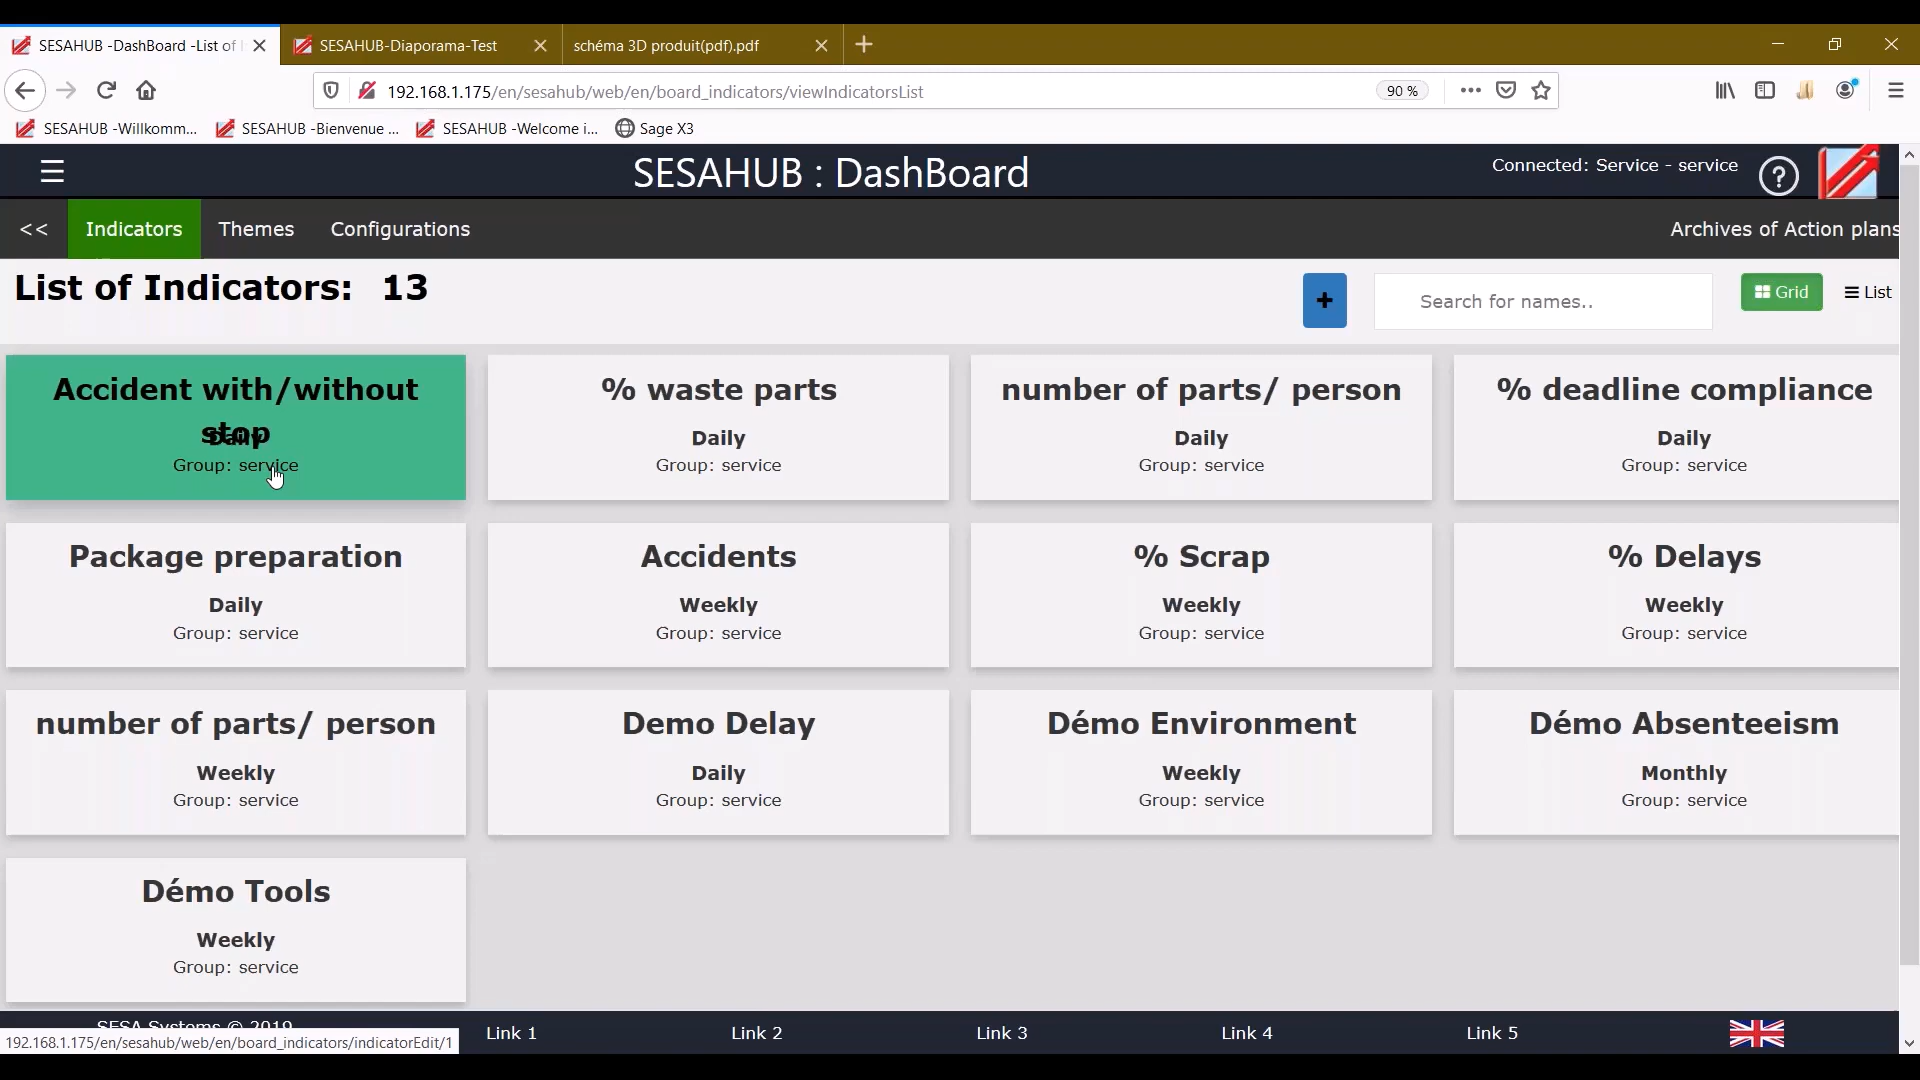 SESAHUB -DashBoard -List of I
SESAHUB-Diaporama-Test
schéma 3D produit(pdf).pdf
192.168.1.175/en/sesahub/web/en/board_indicators/viewIndicatorsList
90 %
SESAHUB -Willkomm...
SESAHUB -Bienvenue ...
SESAHUB -Welcome i...
Sage X3
SESAHUB : DashBoard
Connected: Service - service
?
<<
Indicators
Themes
Configurations
Archives of Action plans
List of Indicators: 13
+
Search for names..
Grid
List
Accident with/without
stop
Daily
Group: service
% waste parts
Daily
Group: service
number of parts/ person
Daily
Group: service
% deadline compliance
Daily
Group: service
Package preparation
Daily
Group: service
Accidents
Weekly
Group: service
% Scrap
Weekly
Group: service
% Delays
Weekly
Group: service
number of parts/ person
Weekly
Group: service
Demo Delay
Daily
Group: service
Démo Environment
Weekly
Group: service
Démo Absenteeism
Monthly
Group: service
Démo Tools
Weekly
Group: service
SESA Systems © 2019
Link 1
Link 2
Link 3
Link 4
Link 5
192.168.1.175/en/sesahub/web/en/board_indicators/indicatorEdit/1